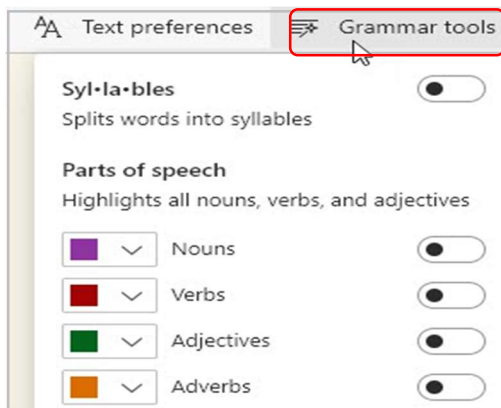 Text preferences Grammar tools
Syl•la•bles
Splits words into syllables
Parts of speech
Highlights all nouns, verbs, and adjectives
Nouns
Verbs
Adjectives
Adverbs